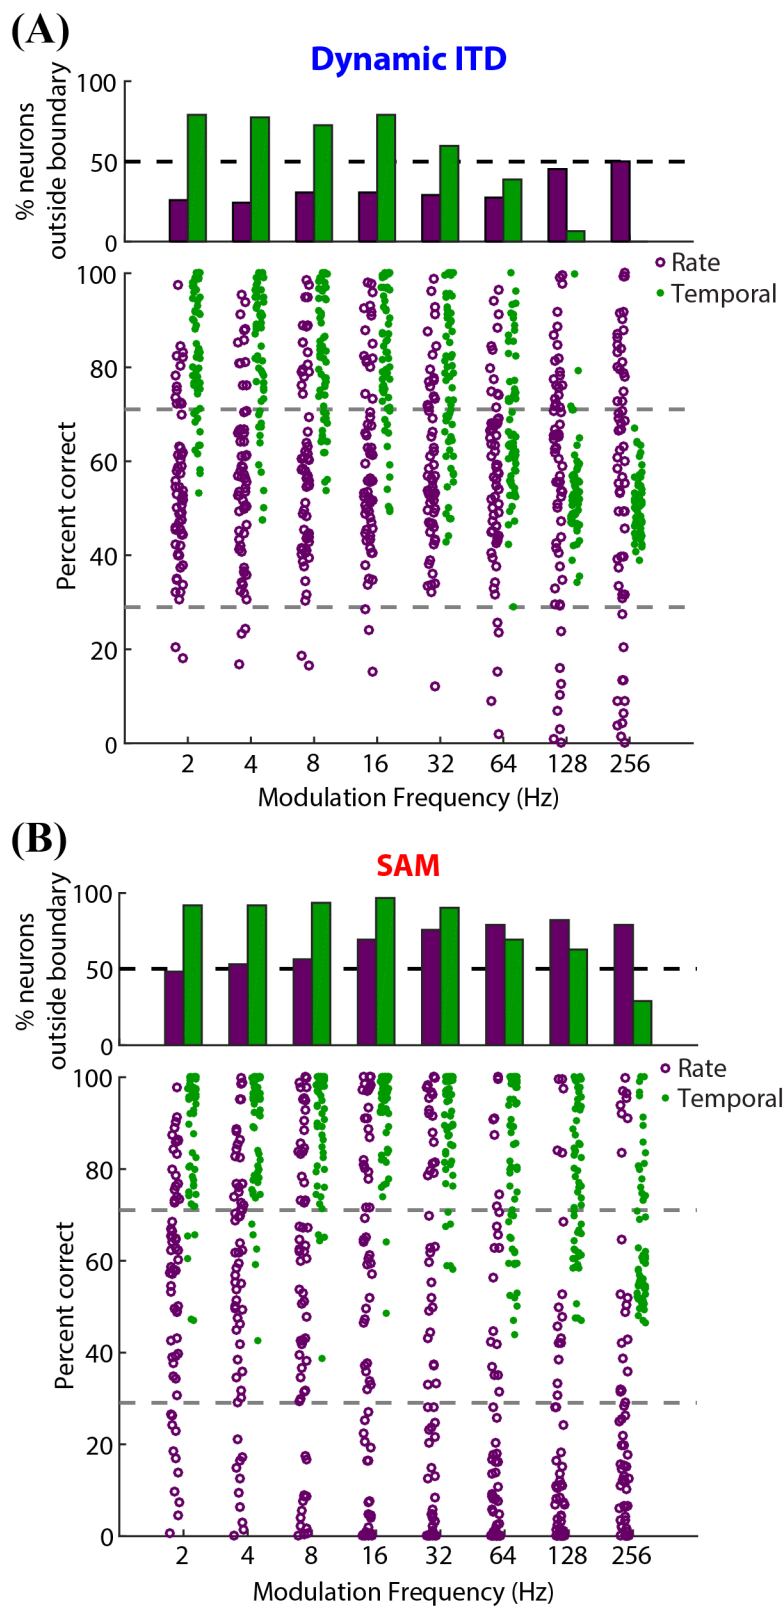 (A)
Dynamic ITD
% neurons
outside boundary
100
50
0
Rate
Temporal
Percent correct
100
80
60
40
20
0
2 4 8 16 32 64 128 256
Modulation Frequency (Hz)
(B)
SAM
% neurons
outside boundary
100
50
0
Rate
Temporal
Percent correct
100
80
60
40
20
0
2 4 8 16 32 64 128 256
Modulation Frequency (Hz)